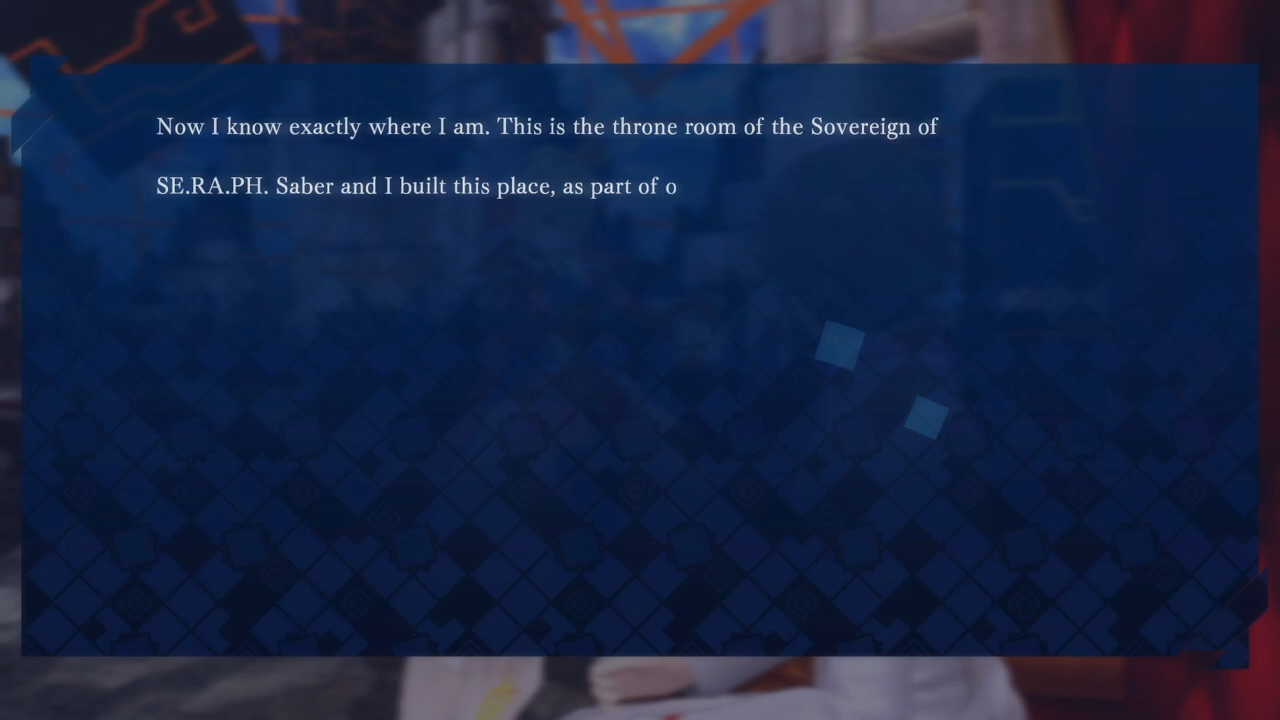 Now I know exactly where I am. This is the throne room of the Sovereign of
SE.RA.PH. Saber and I built this place, as part of o